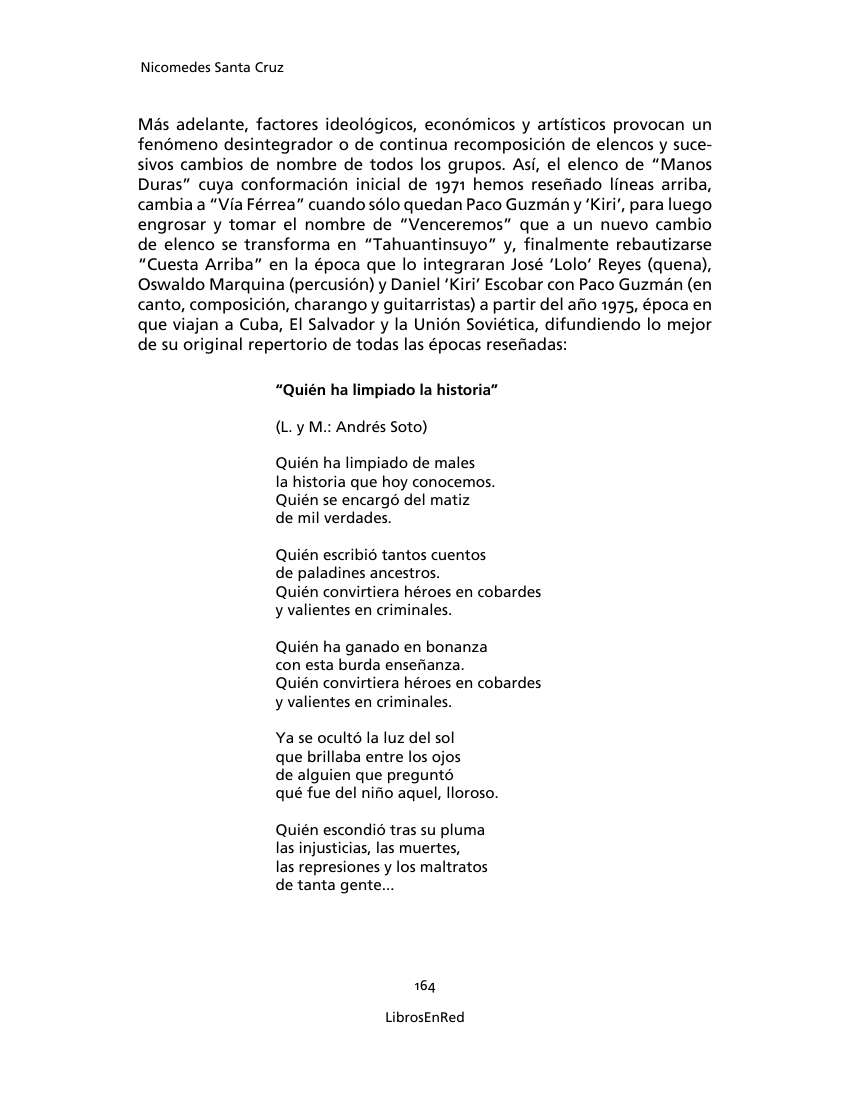 Nicomedes Santa Cruz
Más adelante, factores ideológicos, económicos y artísticos provocan un
fenómeno desintegrador o de continua recomposición de elencos y suce-
sivos cambios de nombre de todos los grupos. Así, el elenco de “Manos
Duras” cuya conformación inicial de 1971 hemos reseñado líneas arriba,
cambia a “Vía Férrea” cuando sólo quedan Paco Guzmán y ‘Kiri’, para luego
engrosar y tomar el nombre de “Venceremos” que a un nuevo cambio
de elenco se transforma en “Tahuantinsuyo” y, finalmente rebautizarse
“Cuesta Arriba” en la época que lo integraran José ‘Lolo’ Reyes (quena),
Oswaldo Marquina (percusión) y Daniel ‘Kiri’ Escobar con Paco Guzmán (en
canto, composición, charango y guitarristas) a partir del año 1975, época en
que viajan a Cuba, El Salvador y la Unión Soviética, difundiendo lo mejor
de su original repertorio de todas las épocas reseñadas:
“Quién ha limpiado la historia”
(L. y M.: Andrés Soto)
Quién ha limpiado de males
la historia que hoy conocemos.
Quién se encargó del matiz
de mil verdades.
Quién escribió tantos cuentos
de paladines ancestros.
Quién convirtiera héroes en cobardes
y valientes en criminales.
Quién ha ganado en bonanza
con esta burda enseñanza.
Quién convirtiera héroes en cobardes
y valientes en criminales.
Ya se ocultó la luz del sol
que brillaba entre los ojos
de alguien que preguntó
qué fue del niño aquel, lloroso.
Quién escondió tras su pluma
las injusticias, las muertes,
las represiones y los maltratos
de tanta gente...
164
LibrosEnRed